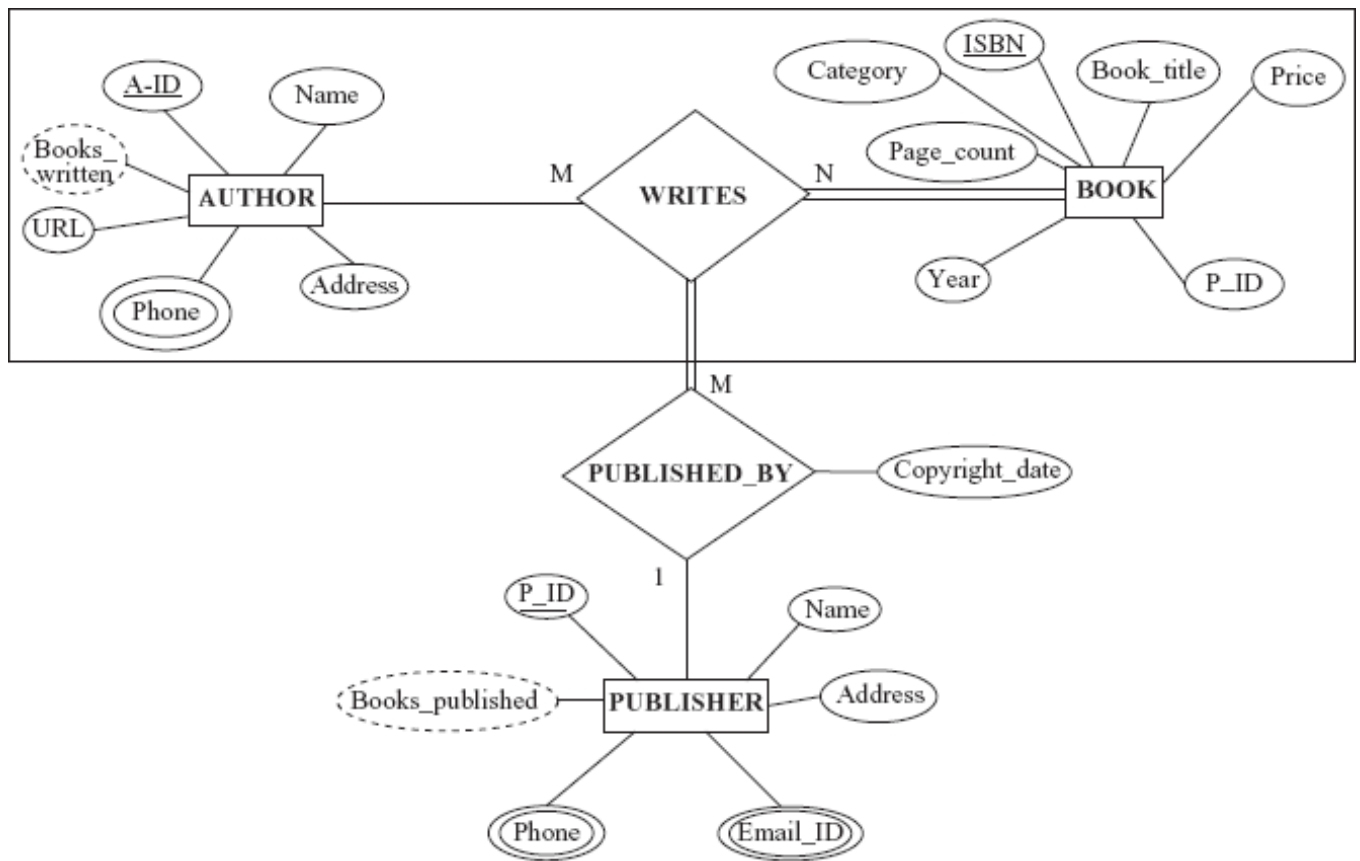 ISBN
Category
Book_title
Price
A-ID
Name
Books_
written
Page_count
M
N
AUTHOR
WRITES
BOOK
URL
Address
Year
P_ID
Phone
M
PUBLISHED_BY
Copyright_date
1
P_ID
Name
Books_published
PUBLISHER
Address
Phone
Email_ID